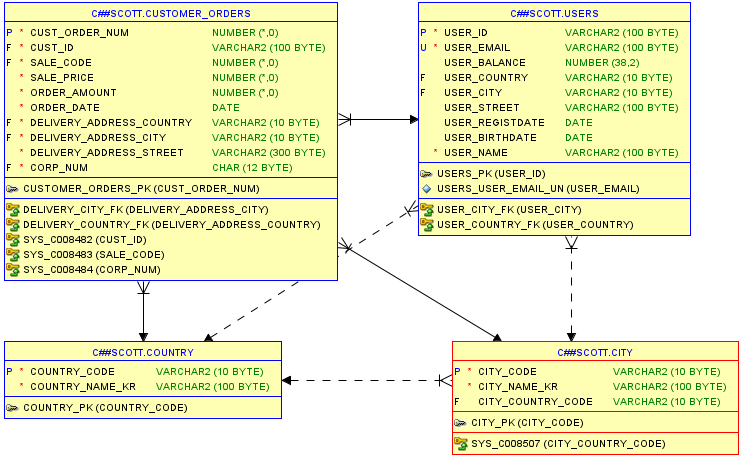 C##SCOTT.CUSTOMER_ORDERS
P * CUST_ORDER_NUM NUMBER (*,0)
F * CUST_ID VARCHAR2 (100 BYTE)
F * SALE_CODE NUMBER (*,0)
* SALE_PRICE NUMBER (*,0)
* ORDER_AMOUNT NUMBER (*,0)
* ORDER_DATE DATE
F * DELIVERY_ADDRESS_COUNTRY VARCHAR2 (10 BYTE)
F * DELIVERY_ADDRESS_CITY VARCHAR2 (10 BYTE)
* DELIVERY_ADDRESS_STREET VARCHAR2 (300 BYTE)
F * CORP_NUM CHAR (12 BYTE)
CUSTOMER_ORDERS_PK (CUST_ORDER_NUM)
DELIVERY_CITY_FK (DELIVERY_ADDRESS_CITY)
DELIVERY_COUNTRY_FK (DELIVERY_ADDRESS_COUNTRY)
SYS_C008482 (CUST_ID)
SYS_C008483 (SALE_CODE)
SYS_C008484 (CORP_NUM)
C##SCOTT.USERS
P * USER_ID VARCHAR2 (100 BYTE)
U * USER_EMAIL VARCHAR2 (100 BYTE)
USER_BALANCE NUMBER (38,2)
F USER_COUNTRY VARCHAR2 (10 BYTE)
F USER_CITY VARCHAR2 (10 BYTE)
USER_STREET VARCHAR2 (100 BYTE)
USER_REGISTDATE DATE
USER_BIRTHDATE DATE
* USER_NAME VARCHAR2 (100 BYTE)
USERS_PK (USER_ID)
USERS_USER_EMAIL_UN (USER_EMAIL)
USER_CITY_FK (USER_CITY)
USER_COUNTRY_FK (USER_COUNTRY)
C##SCOTT.COUNTRY
P * COUNTRY_CODE VARCHAR2 (10 BYTE)
* COUNTRY_NAME_KR VARCHAR2 (100 BYTE)
COUNTRY_PK (COUNTRY_CODE)
C##SCOTT.CITY
P * CITY_CODE VARCHAR2 (10 BYTE)
* CITY_NAME_KR VARCHAR2 (100 BYTE)
F CITY_COUNTRY_CODE VARCHAR2 (10 BYTE)
CITY_PK (CITY_CODE)
SYS_C008507 (CITY_COUNTRY_CODE)